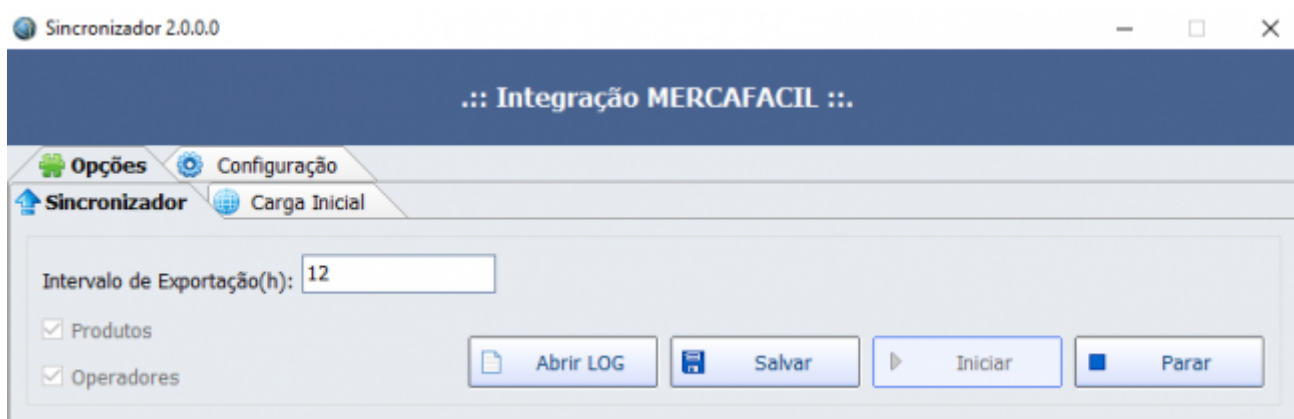 Sincronizador 2.0.0.0
.:: Integração MERCAFACIL ::.
Opções Configuração
Sincronizador Carga Inicial
Intervalo de Exportação(h): 12
Produtos
Operadores
Abrir LOG Salvar Iniciar Parar